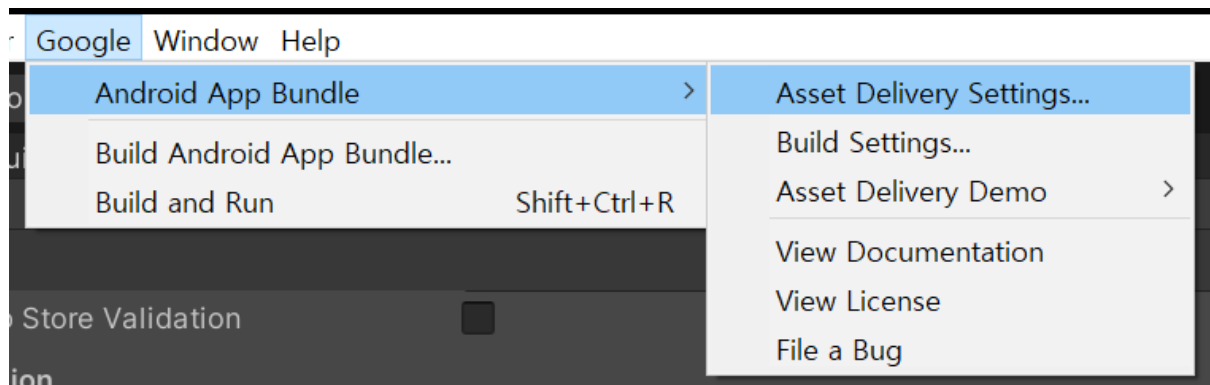 Google Window Help
Android App Bundle
Build Android App Bundle...
Build and Run Shift+Ctrl+R
Asset Delivery Settings...
Build Settings...
Asset Delivery Demo
View Documentation
View License
File a Bug
Store Validation